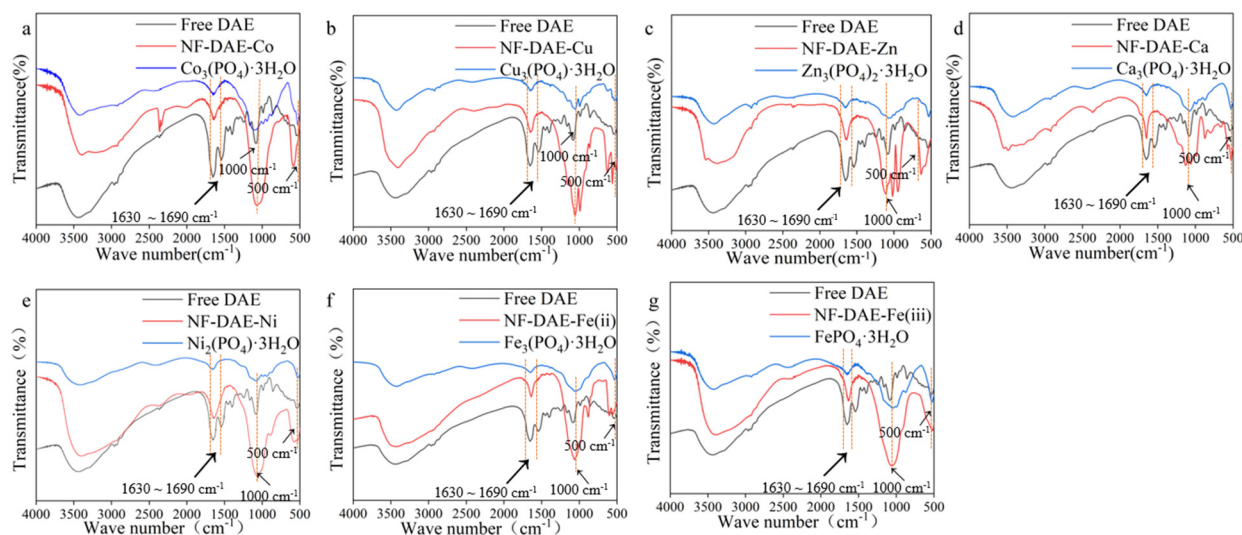 a
Free DAE
NF-DAE-Co
Co₃(PO₄)·3H₂O
Transmittance(%)
1000 cm⁻¹
500 cm⁻¹
1630 ~ 1690 cm⁻¹
4000 3500 3000 2500 2000 1500 1000 500
Wave number(cm⁻¹)
b
Free DAE
NF-DAE-Cu
Cu₃(PO₄)·3H₂O
Tranmittance(%)
1000 cm⁻¹
500 cm⁻¹
1630 ~ 1690 cm⁻¹
4000 3500 3000 2500 2000 1500 1000 500
Wave number(cm⁻¹)
c
Free DAE
NF-DAE-Zn
Zn₃(PO₄)₂·3H₂O
Transmittance(%)
500 cm⁻¹
1630 ~ 1690 cm⁻¹
1000 cm⁻¹
4000 3500 3000 2500 2000 1500 1000 500
Wave number(cm⁻¹)
d
Free DAE
NF-DAE-Ca
Ca₃(PO₄)·3H₂O
Transmittance(%)
500 cm⁻¹
1630 ~ 1690 cm⁻¹
1000 cm⁻¹
4000 3500 3000 2500 2000 1500 1000 500
Wave number(cm⁻¹)
e
Free DAE
NF-DAE-Ni
Ni₂(PO₄)·3H₂O
Transmittance（%）
500 cm⁻¹
1630 ~ 1690 cm⁻¹
1000 cm⁻¹
4000 3500 3000 2500 2000 1500 1000 500
Wave number（cm⁻¹）
f
Free DAE
NF-DAE-Fe(ii)
Fe₃(PO₄)·3H₂O
Transmittance（%）
500 cm⁻¹
1630 ~ 1690 cm⁻¹
1000 cm⁻¹
4000 3500 3000 2500 2000 1500 1000 500
Wave number（cm⁻¹）
g
Free DAE
NF-DAE-Fe(iii)
FePO₄·3H₂O
Transmittance（%）
500 cm⁻¹
1630 ~ 1690 cm⁻¹
1000 cm⁻¹
4000 3500 3000 2500 2000 1500 1000 500
Wave number（cm⁻¹）